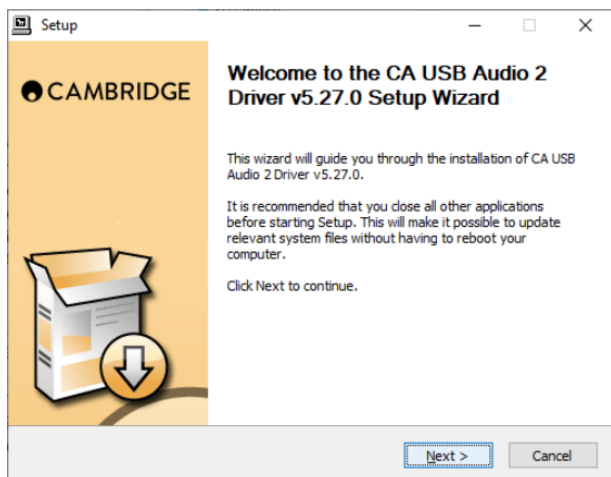 Setup
CAMBRIDGE
Welcome to the CA USB Audio 2
Driver v5.27.0 Setup Wizard
This wizard will guide you through the installation of CA USB
Audio 2 Driver v5.27.0.
It is recommended that you close all other applications
before starting Setup. This will make it possible to update
relevant system files without having to reboot your
computer.
Click Next to continue.
Next >
Cancel